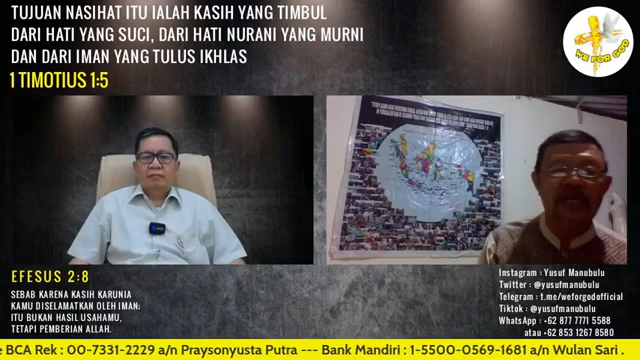 TUJUAN NASIHAT ITU IALAH KASIH YANG TIMBUL
DARI HATI YANG SUCI, DARI HATI NURANI YANG MURNI
DAN DARI IMAN YANG TULUS IKHLAS
1 TIMOTIUS 1:5
WE FOR GOD
EFESUS 2:8
SEBAB KARENA KASIH KARUNIA
KAMU DISELAMATKAN OLEH IMAN;
ITU BUKAN HASIL USAHAMU,
TETAPI PEMBERIAN ALLAH.
Instagram : Yusuf Manubulu
Twitter : @yusufmanubulu
Telegram : t.me/weforgodofficial
Tiktok : @yusufmanubulu
WhatsApp : +62 877 7771 5588
atau +62 853 1267 8580
e BCA Rek : 00-7331-2229 a/n Praysonyusta Putra --- Bank Mandiri : 1-5500-0569-1681 a/n Wulan Sari .